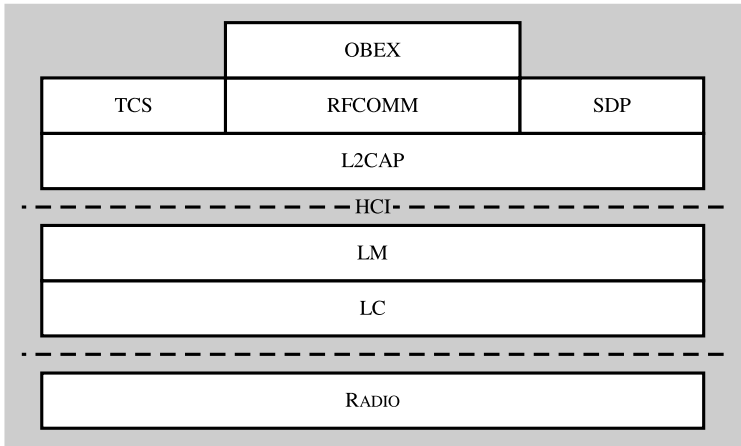 OBEX
TCS RFCOMM SDP
L2CAP
HCI
LM
LC
RADIO